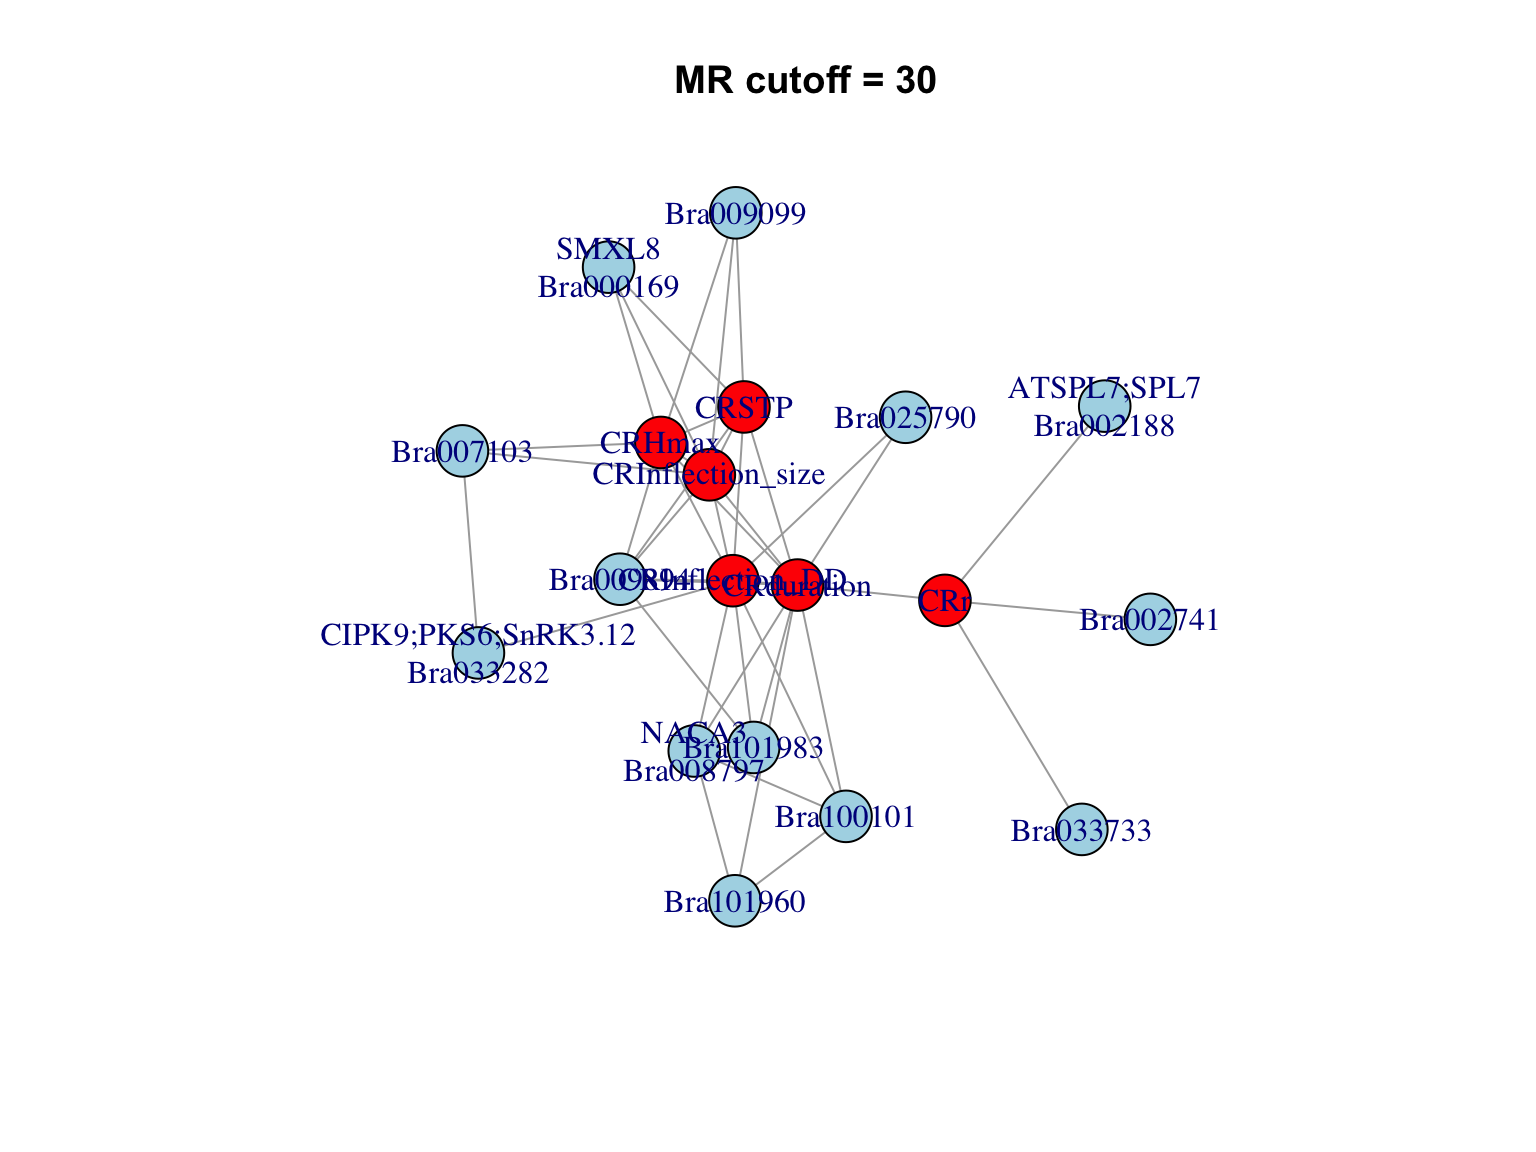 MR cutoff = 30
Bra009099
SMXL8
Bra000169
ATSPL7;SPL7
Bra002188
CRSTP
Bra025790
CRHmax
Bra007103
CRInflection_size
Bra009894
CRInflection_DD
CRduration
CRr
Bra002741
CIPK9;PKS6;SnRK3.12
Bra033282
NACA3
Bra101983
Bra008797
Bra100101
Bra033733
Bra101960